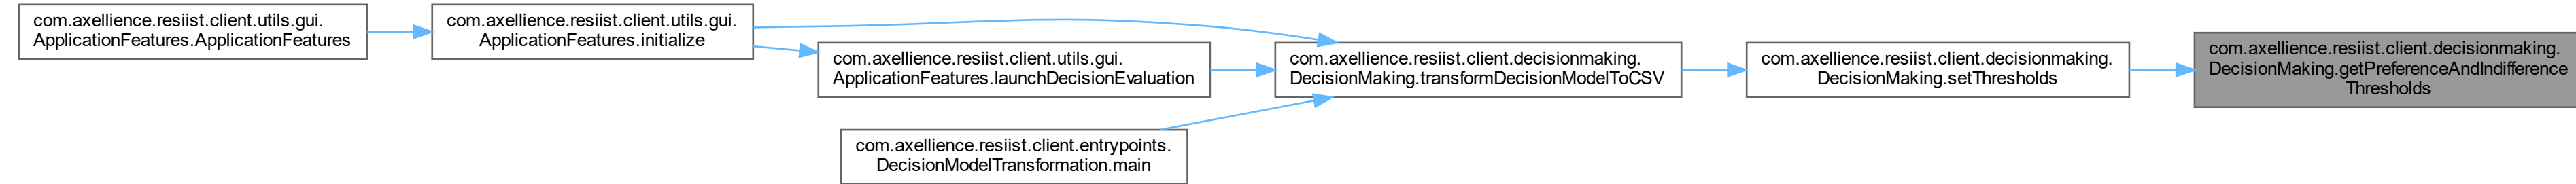 com.axellience.resiist.client.utils.gui.
ApplicationFeatures.ApplicationFeatures
com.axellience.resiist.client.utils.gui.
ApplicationFeatures.initialize
com.axellience.resiist.client.utils.gui.
ApplicationFeatures.launchDecisionEvaluation
com.axellience.resiist.client.entrypoints.
DecisionModelTransformation.main
com.axellience.resiist.client.decisionmaking.
DecisionMaking.transformDecisionModelToCSV
com.axellience.resiist.client.decisionmaking.
DecisionMaking.setThresholds
com.axellience.resiist.client.decisionmaking.
DecisionMaking.getPreferenceAndIndifference
Thresholds